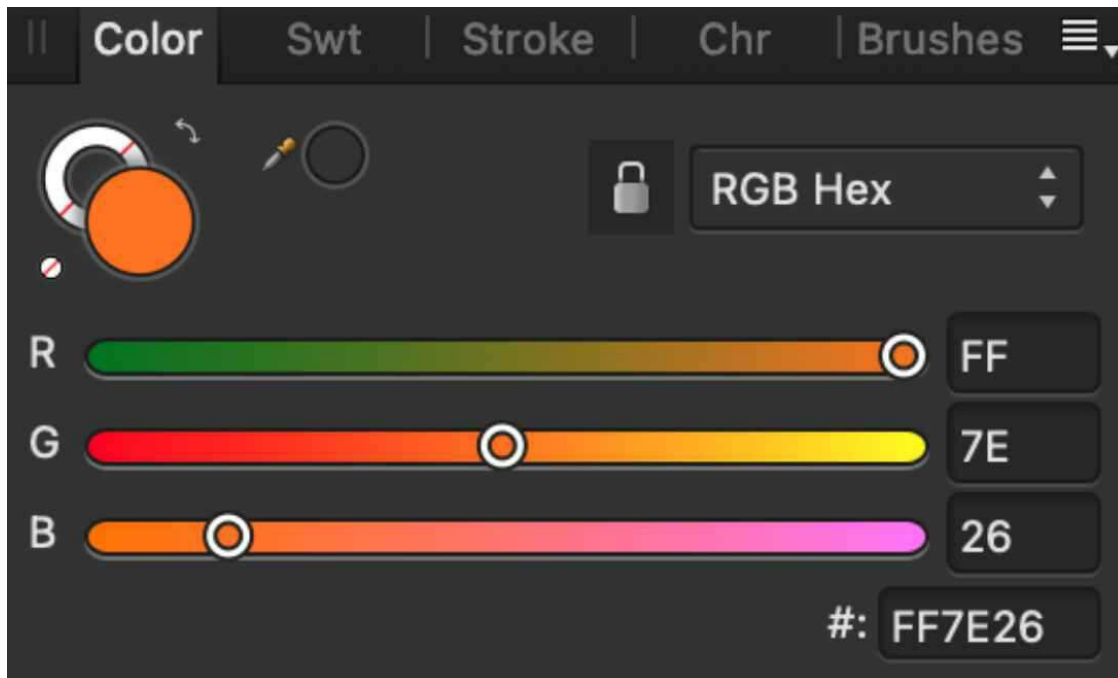 Color Swt Stroke Chr Brushes
RGB Hex
R FF
G 7E
B 26
#: FF7E26